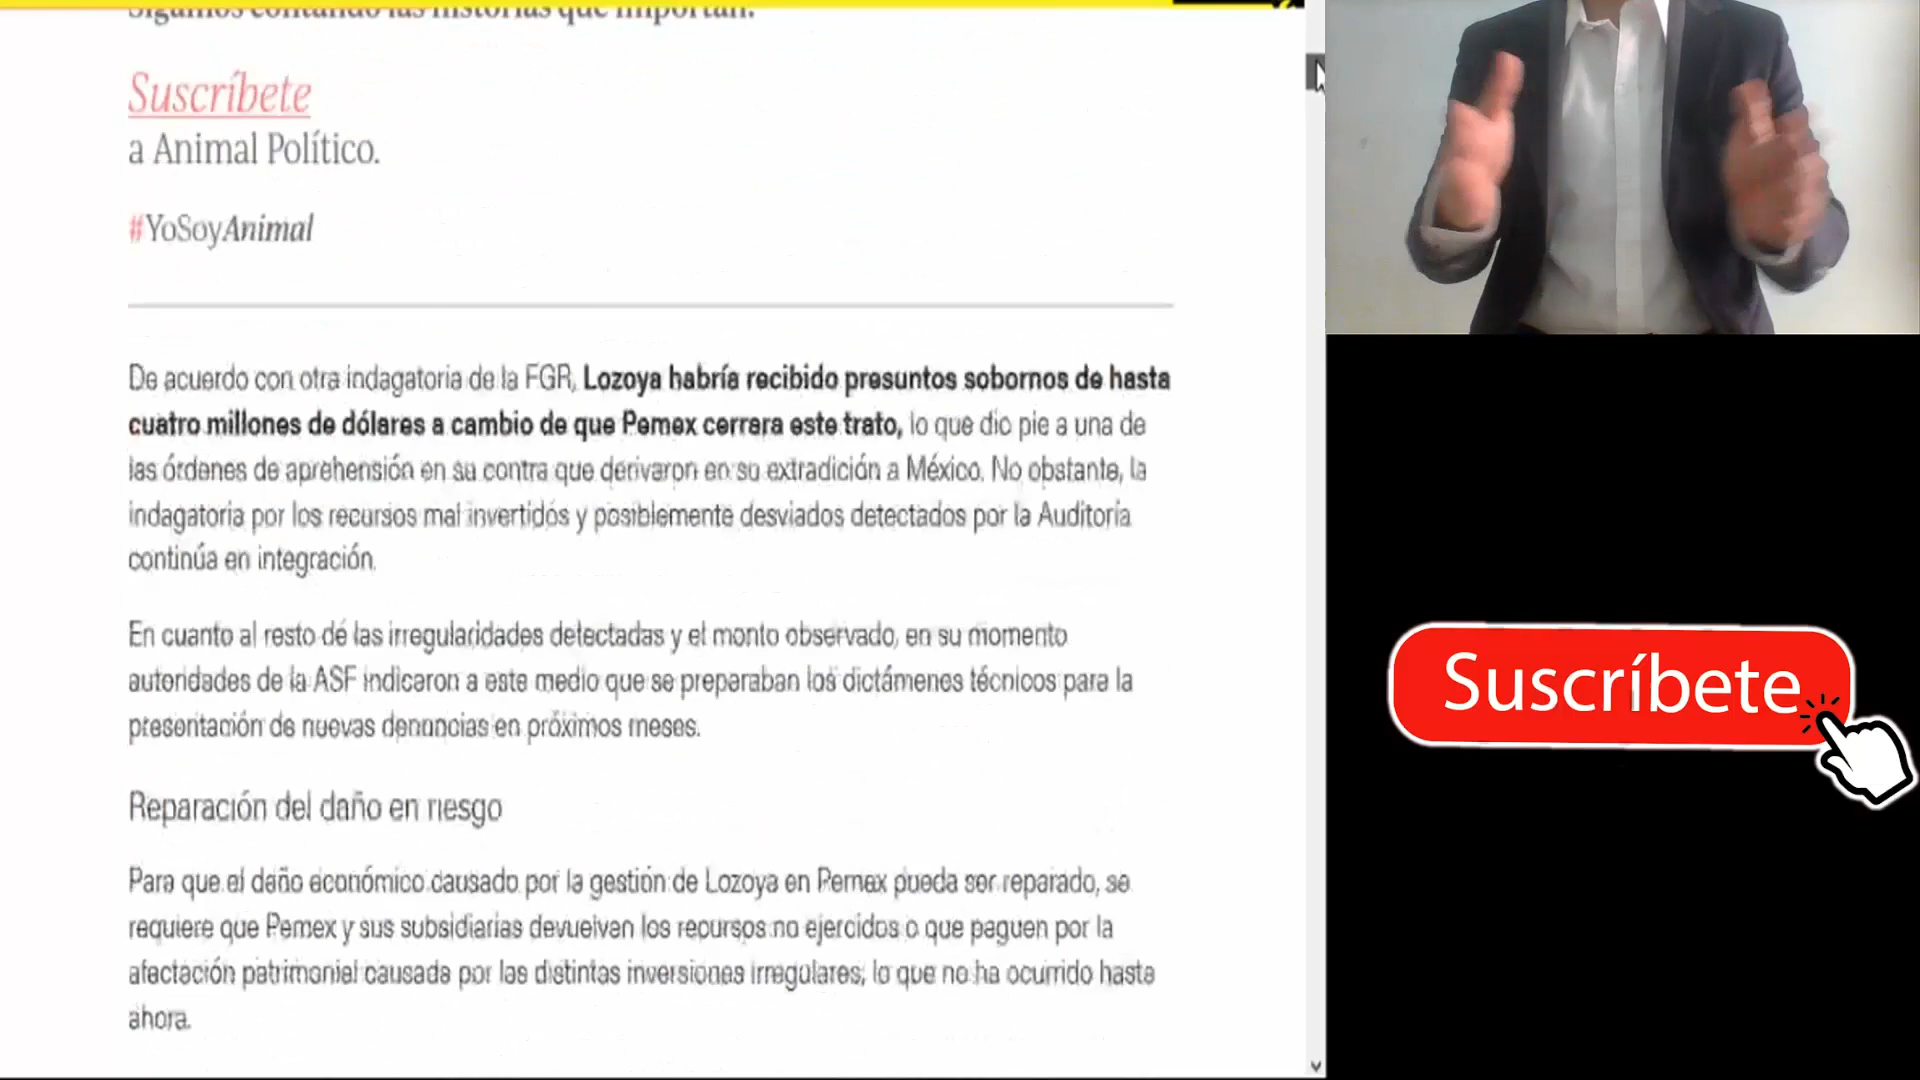 Sigamos contando las historias que importan.
Suscríbete
a Animal Político.
#YoSoyAnimal
De acuerdo con otra indagatoria de la FGR, Lozoya habría recibido presuntos sobornos de hasta
cuatro millones de dólares a cambio de que Pemex cerrara este trato, lo que dio pie a una de
las órdenes de aprehensión en su contra que derivaron en su extradición a México. No obstante, la
indagatoria por los recursos mal invertidos y posiblemente desviados detectados por la Auditoría
continúa en integración.
En cuanto al resto de las irregularidades detectadas y el monto observado, en su momento
autoridades de la ASF indicaron a este medio que se preparaban los dictámenes técnicos para la
presentación de nuevas denuncias en próximos meses.
Reparación del daño en riesgo
Para que el daño económico causado por la gestión de Lozoya en Pemex pueda ser reparado, se
requiere que Pemex y sus subsidiarias devuelvan los recursos no ejercidos o que paguen por la
afectación patrimonial causada por las distintas inversiones irregulares, lo que no ha ocurrido hasta
ahora.
Suscríbete